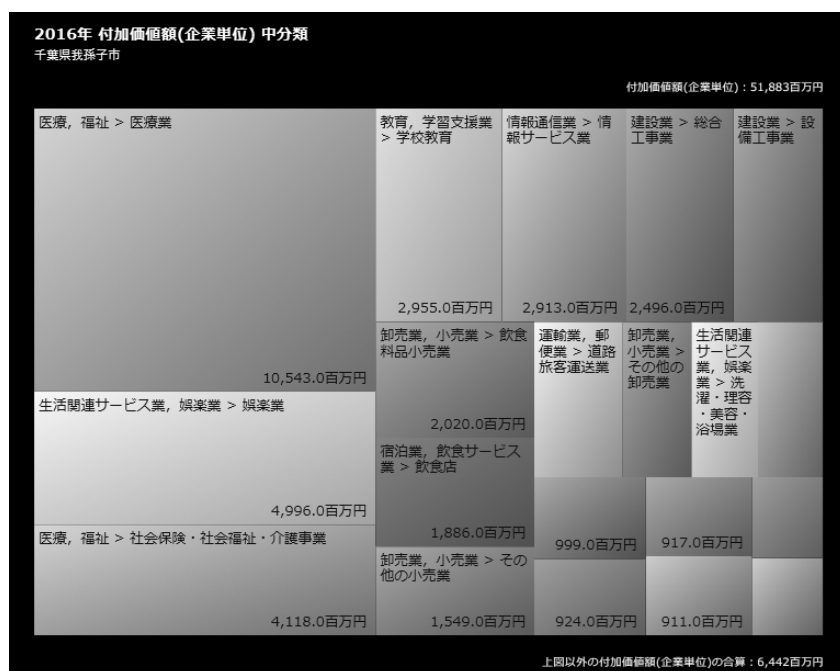 2016年 付加価値額(企業単位) 中分類
千葉県我孫子市
付加価値額(企業単位)：51,883百万円
医療，福祉 > 医療業
10,543.0百万円
生活関連サービス業，娯楽業 > 娯楽業
4,996.0百万円
医療，福祉 > 社会保険・社会福祉・介護事業
4,118.0百万円
教育，学習支援業
> 学校教育
2,955.0百万円
情報通信業 > 情
報サービス業
2,913.0百万円
建設業 > 総合
工事業
2,496.0百万円
建設業 > 設
備工事業
卸売業，小売業 > 飲食
料品小売業
2,020.0百万円
宿泊業，飲食サービス
業 > 飲食店
1,886.0百万円
卸売業，小売業 > その
他の小売業
1,549.0百万円
運輸業，郵
便業 > 道路
旅客運送業
卸売業，
小売業 >
その他の
卸売業
生活関連
サービス
業，娯楽
業 > 洗
濯・理容
・美容・
浴場業
999.0百万円
917.0百万円
924.0百万円
911.0百万円
上図以外の付加価値額(企業単位)の合算：6,442百万円